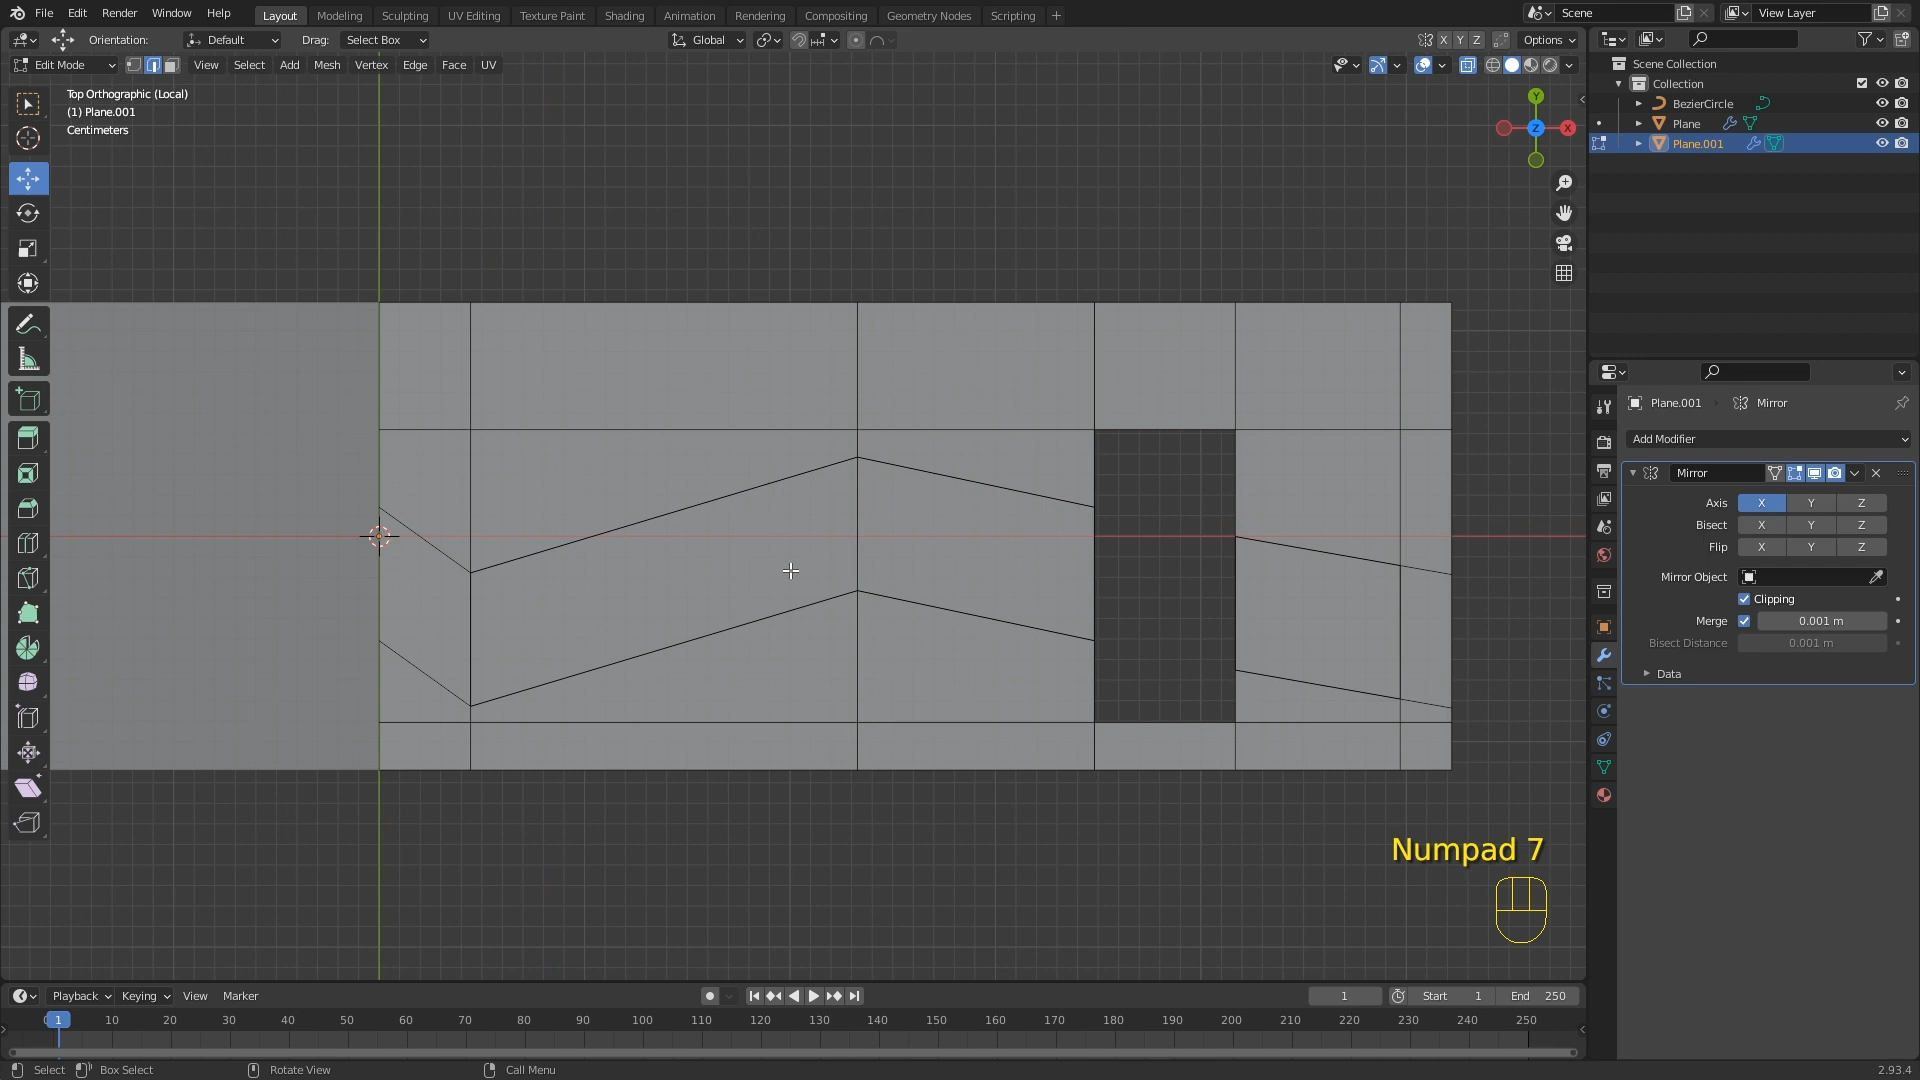 File Edit Render Window Help Layout Modeling Sculpting UV Editing Texture Paint Shading Animation Rendering Compositing Geometry Nodes Scripting + Scene View Layer
Orientation: Default Drag: Select Box Global X Y Z Options
Edit Mode View Select Add Mesh Vertex Edge Face UV
Top Orthographic (Local)
(1) Plane.001
Centimeters
Y
Z X
Scene Collection
Collection
BezierCircle
Plane
Plane.001
Plane.001 Mirror
Add Modifier
Mirror
Axis X Y Z
Bisect X Y Z
Flip X Y Z
Mirror Object
Clipping
Merge 0.001 m
Bisect Distance 0.001 m
Data
Numpad 7
Playback Keying View Marker 1 Start 1 End 250
1 10 20 30 40 50 60 70 80 90 100 110 120 130 140 150 160 170 180 190 200 210 220 230 240 250
Select Box Select Rotate View Call Menu 2.93.4